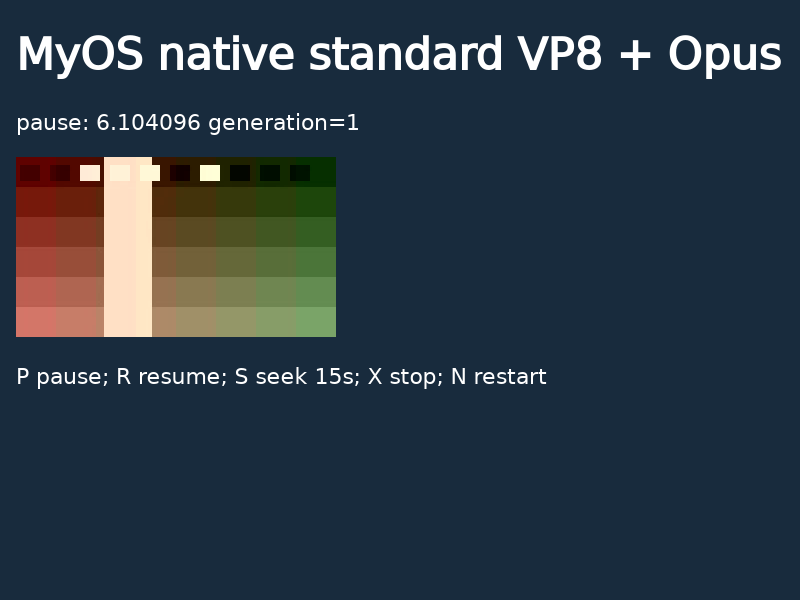 MyOS native standard VP8 + Opus
pause: 6.104096 generation=1
P pause; R resume; S seek 15s; X stop; N restart